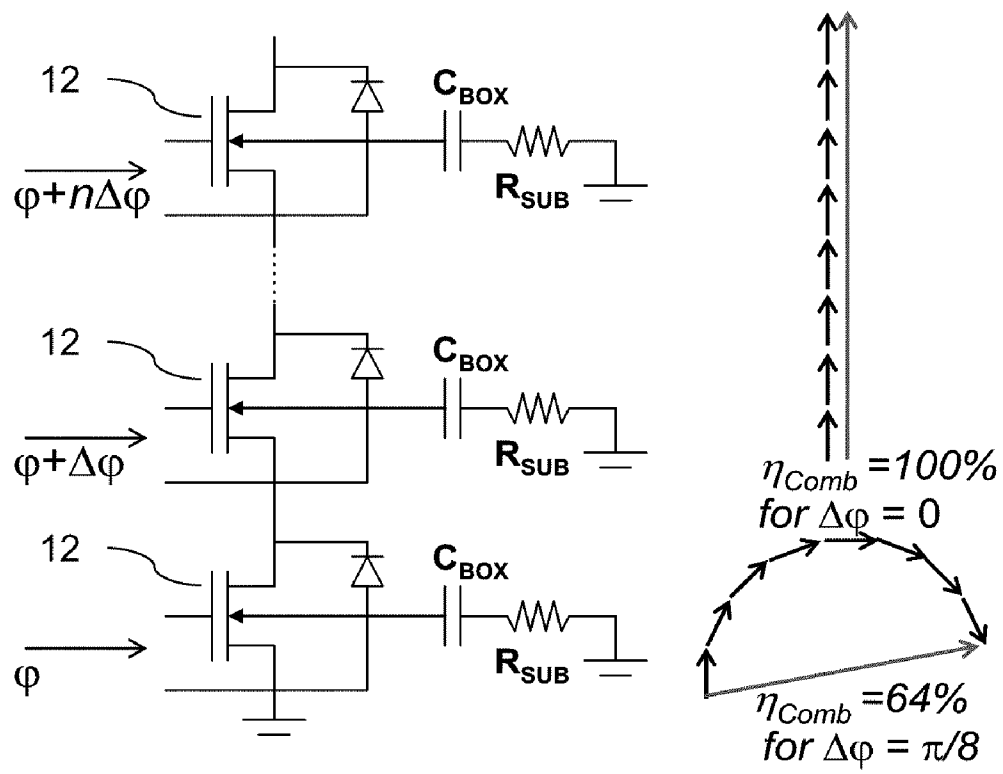 12
C_BOX
R_SUB
φ+nΔφ
12
C_BOX
R_SUB
φ+Δφ
12
C_BOX
R_SUB
φ
η_Comb =100%
for Δφ = 0
η_Comb =64%
for Δφ = π/8